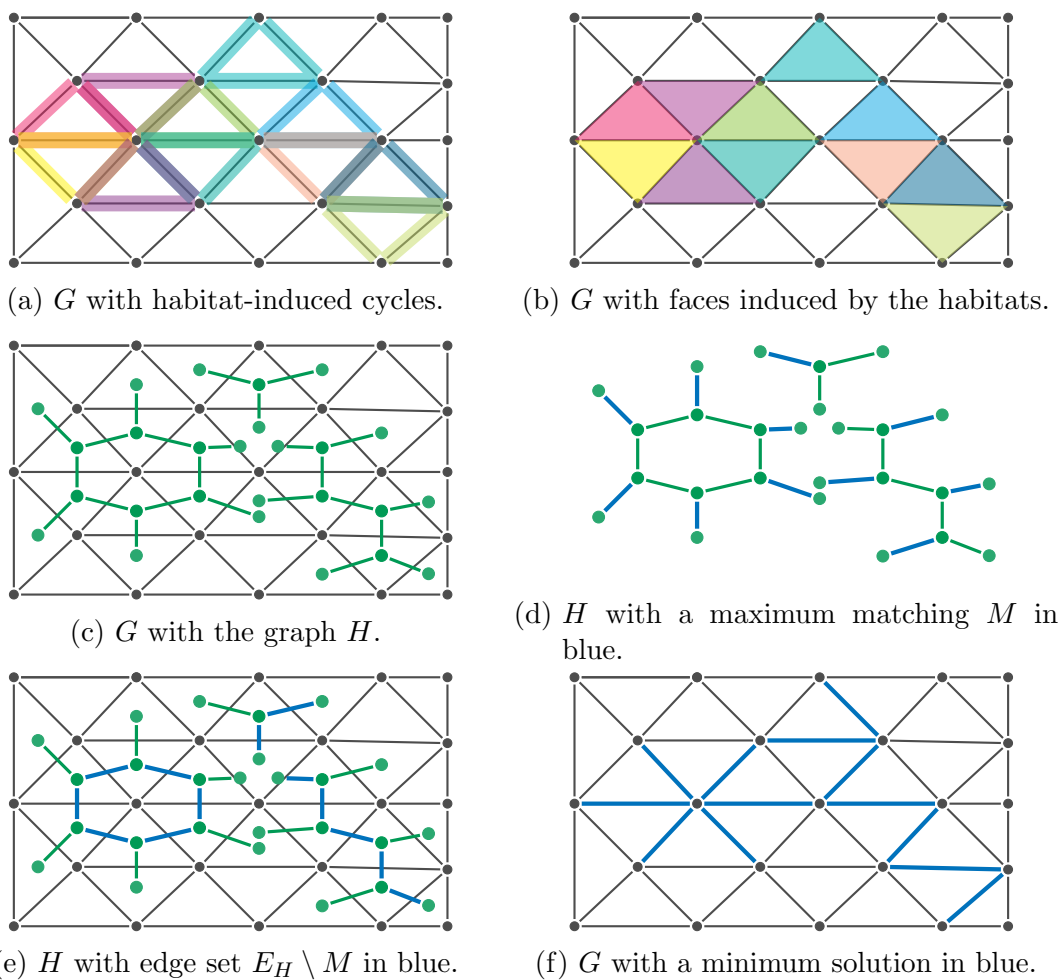 (a) G with habitat-induced cycles.
(b) G with faces induced by the habitats.
(c) G with the graph H.
(d) H with a maximum matching M in
blue.
(e) H with edge set E_H \ M in blue.
(f) G with a minimum solution in blue.